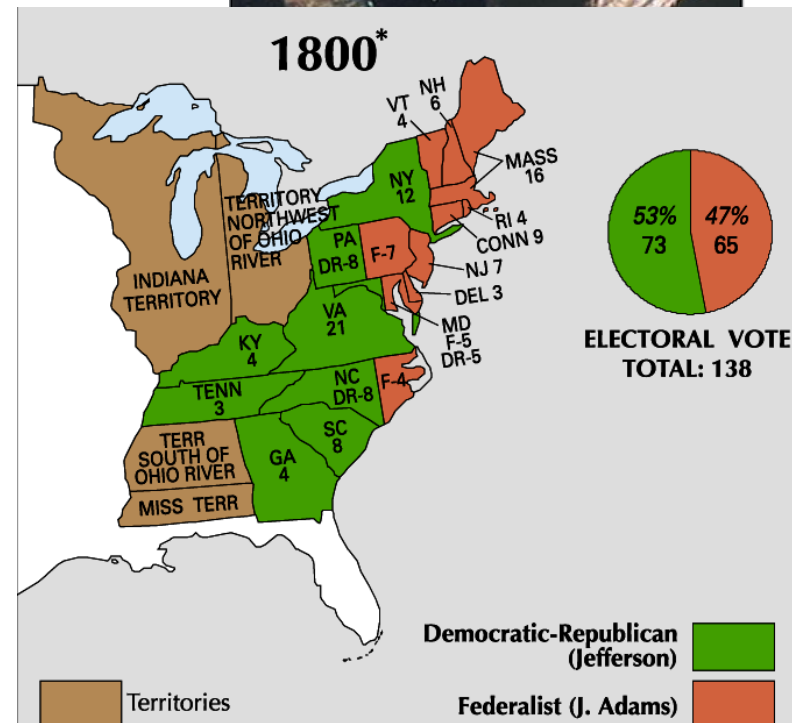 1800*
VT
4
NH
6
MASS
16
NY
12
RI 4
CONN 9
TERRITORY
NORTHWEST
OF OHIO
RIVER
PA
DR-8
F-7
NJ 7
DEL 3
INDIANA
TERRITORY
VA
21
MD
F-5
DR-5
KY
4
TENN
3
NC
DR-8
F-4
SC
8
GA
4
TERR
SOUTH OF
OHIO RIVER
MISS TERR
53%
73
47%
65
ELECTORAL VOTE
TOTAL: 138
Democratic-Republican
(Jefferson)
Territories
Federalist (J. Adams)